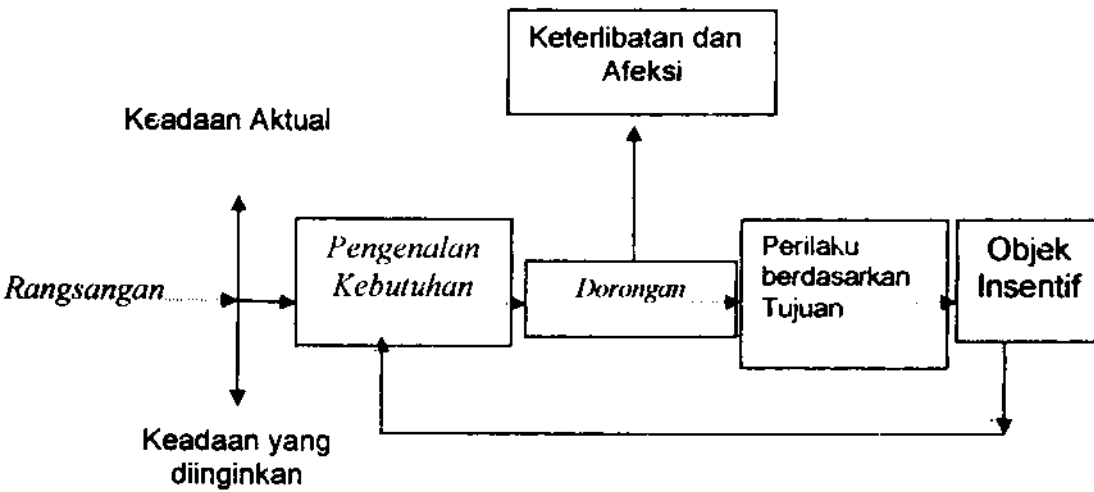 Keterlibatan dan
Afeksi
Keadaan Aktual
Rangsangan
Pengenalan
Kebutuhan
Dorongan
Perilaku
berdasarkan
Tujuan
Objek
Insentif
Keadaan yang
diinginkan